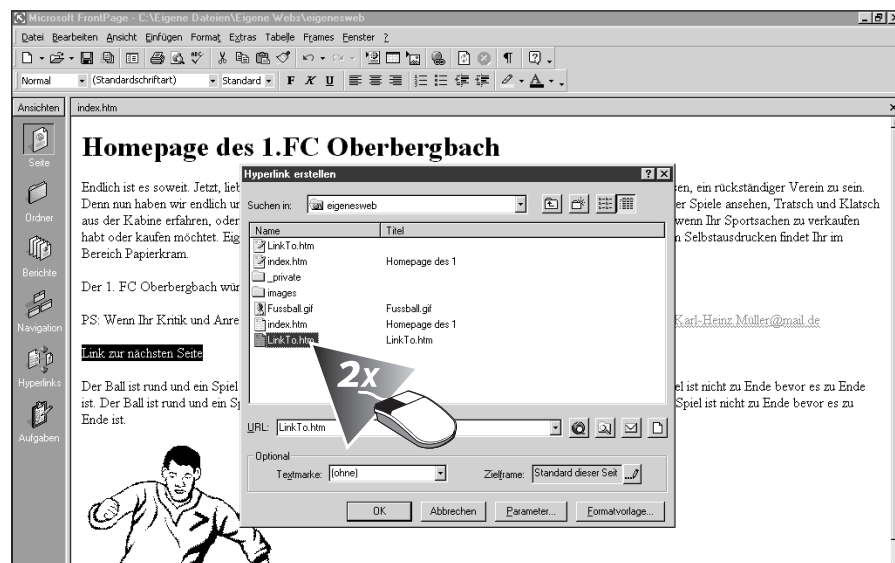 Microsoft FrontPage - C:\Eigene Dateien\Eigene Webs\eigenesweb
Datei Bearbeiten Ansicht Einfügen Format Extras Tabelle Frames Fenster ?
Normal (Standardschriftart) Standard F K U
Ansichten index.htm
Seite
Ordner
Berichte
Navigation
Hyperlinks
Aufgaben
Homepage des 1.FC Oberbergbach
Endlich ist es soweit. Jetzt, sen, ein rückständiger Verein zu sein.
Denn nun haben wir endlich er Spiele ansehen, Tratsch und Klatsch
aus der Kabine erfahren, oder wenn Ihr Sportsachen zu verkaufen
habt oder kaufen möchtet. Eig n Selbstausdrucken findet Ihr im
Bereich Papierkram.
Der 1. FC Oberbergbach wür
PS: Wenn Ihr Kritik und Anre Karl-Heinz.Müller@mail.de
Link zur nächsten Seite
Der Ball ist rund und ein Spiel el ist nicht zu Ende bevor es zu Ende
ist. Der Ball ist rund und ein Sp Spiel ist nicht zu Ende bevor es zu
Ende ist.
Hyperlink erstellen
Suchen in: eigenesweb
Name Titel
LinkTo.htm
index.htm Homepage des 1
_private
images
Fussball.gif Fussball.gif
index.htm Homepage des 1
LinkTo.htm LinkTo.htm
2x
URL: LinkTo.htm
Optional
Textmarke: (ohne) Zielframe: Standard dieser Seit
OK Abbrechen Parameter... Formatvorlage...